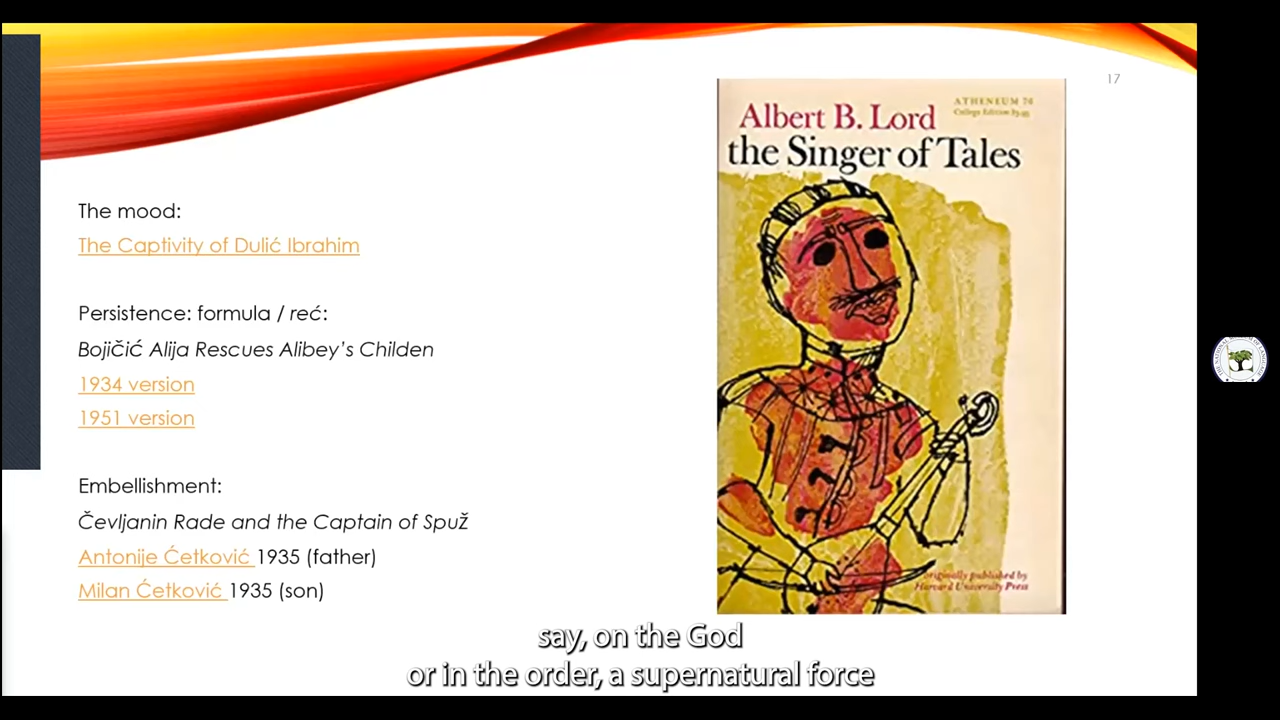 17
The mood:
The Captivity of Dulić Ibrahim
Persistence: formula / reć:
Bojičić Alija Rescues Alibey's Childen
1934 version
1951 version
Embellishment:
Čevljanin Rade and the Captain of Spuž
Antonije Ćetković 1935 (father)
Milan Ćetković 1935 (son)
ATHENEUM 76
College Edition
Albert B. Lord
the Singer of Tales
originally published by
Harvard University Press
say, on the God
or in the order, a supernatural force